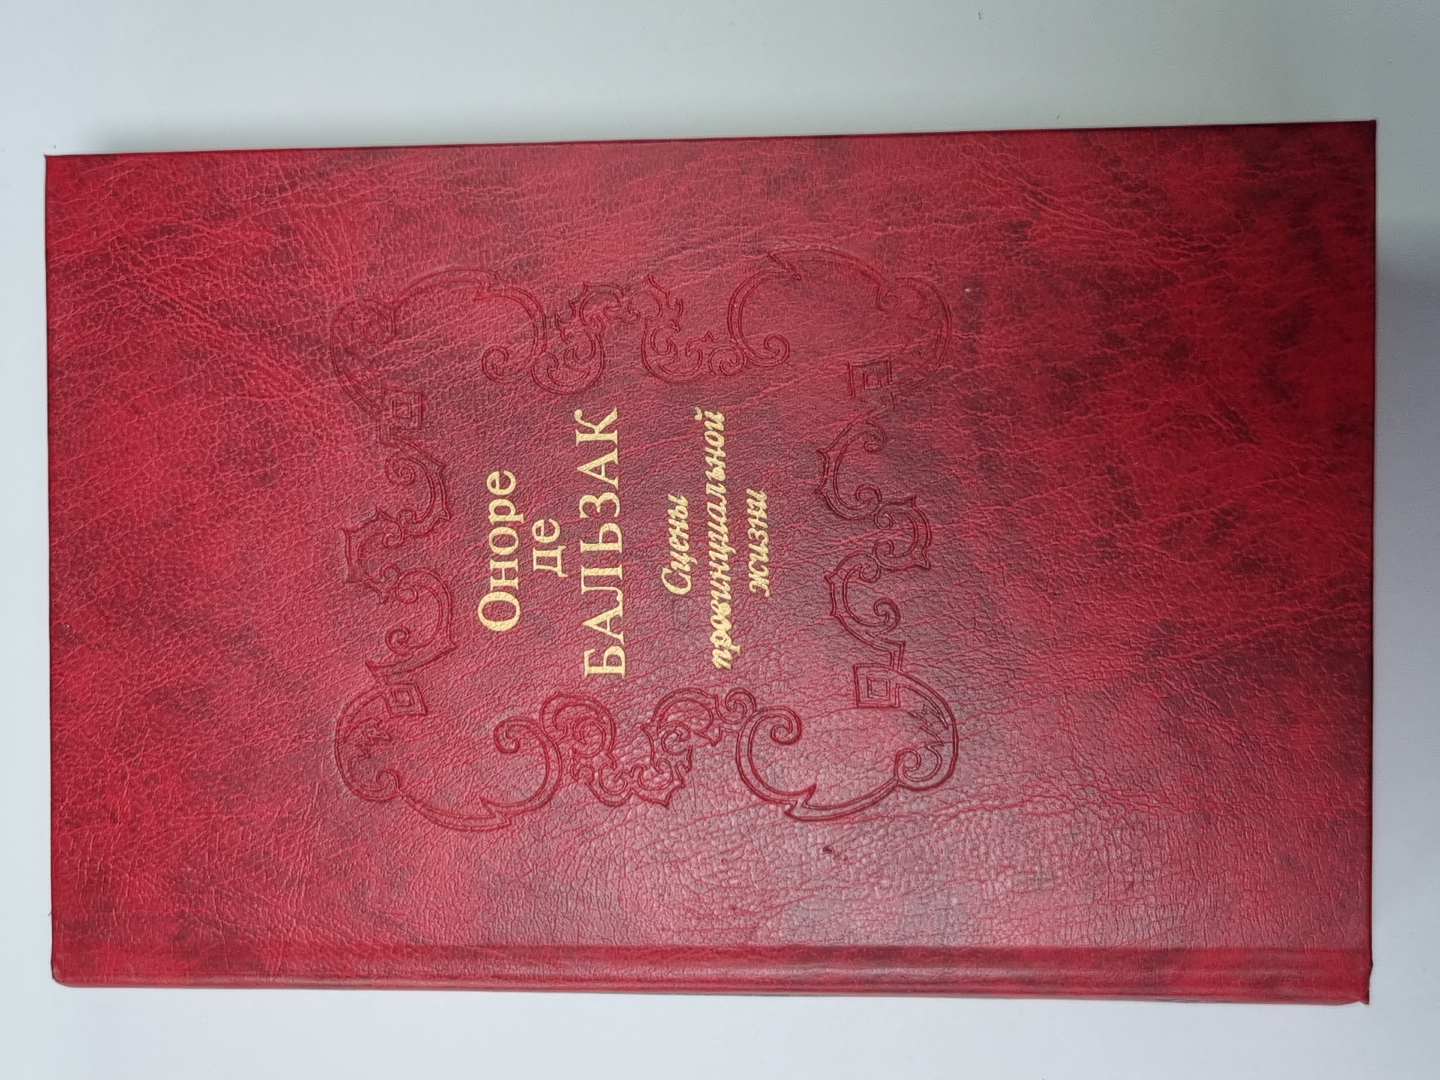 Оноре
де
БАЛЬЗАК
Сцены
провинциальной
жизни